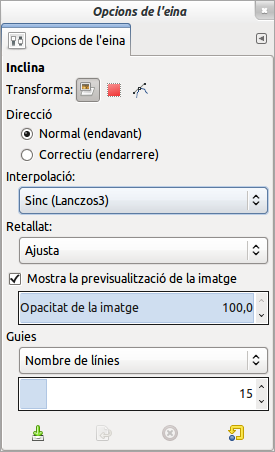 Opcions de l'eina
Opcions de l'eina
Inclina
Transforma:
Direcció
Normal (endavant)
Correctiu (endarrere)
Interpolació:
Sinc (Lanczos3)
Retallat:
Ajusta
Mostra la previsualització de la imatge
Opacitat de la imatge 100,0
Guies
Nombre de línies
15